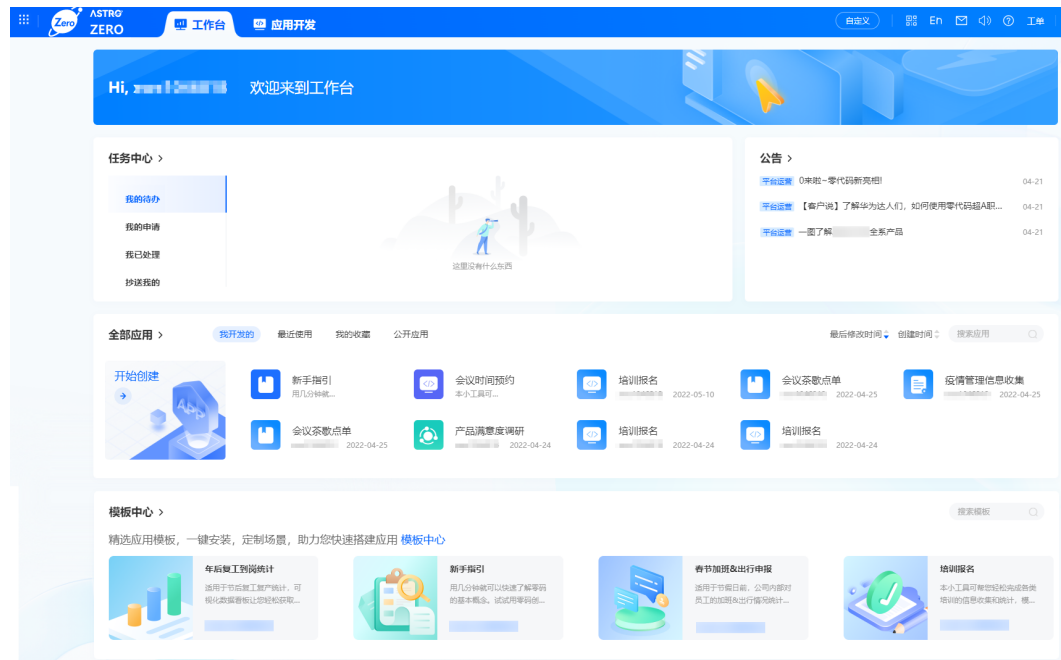 Zero
ASTRO
ZERO
工作台
应用开发
自定义
En
工单
Hi,
欢迎来到工作台
任务中心
我的待办
我的申请
我已处理
抄送我的
这里没有什么东西
公告
平台运营 0来啦~零代码新亮相! 04-21
平台运营 【客户说】了解华为达人们，如何使用零代码超A职... 04-21
平台运营 一图了解 全系产品 04-21
全部应用
我开发的 最近使用 我的收藏 公开应用
最后修改时间 创建时间 搜索应用
开始创建
APP
新手指引
用几分钟就...
会议时间预约
本小工具可...
培训报名
2022-05-10
会议茶歇点单
2022-04-25
疫情管理信息收集
2022-04-25
会议茶歇点单
2022-04-25
产品满意度调研
2022-04-24
培训报名
2022-04-24
培训报名
2022-04-24
模板中心
搜索模板
精选应用模板，一键安装，定制场景，助力您快速搭建应用 模板中心
年后复工到岗统计
适用于节后复工复产统计，可
视化数据看板让您轻松获取...
新手指引
用几分钟就可以快速了解零码
的基本概念。试试用零码创...
春节加班&出行申报
适用于节假日前，公司内部对
员工的加班&出行情况统计...
培训报名
本小工具可帮您轻松完成各类
培训的信息收集和统计，模...